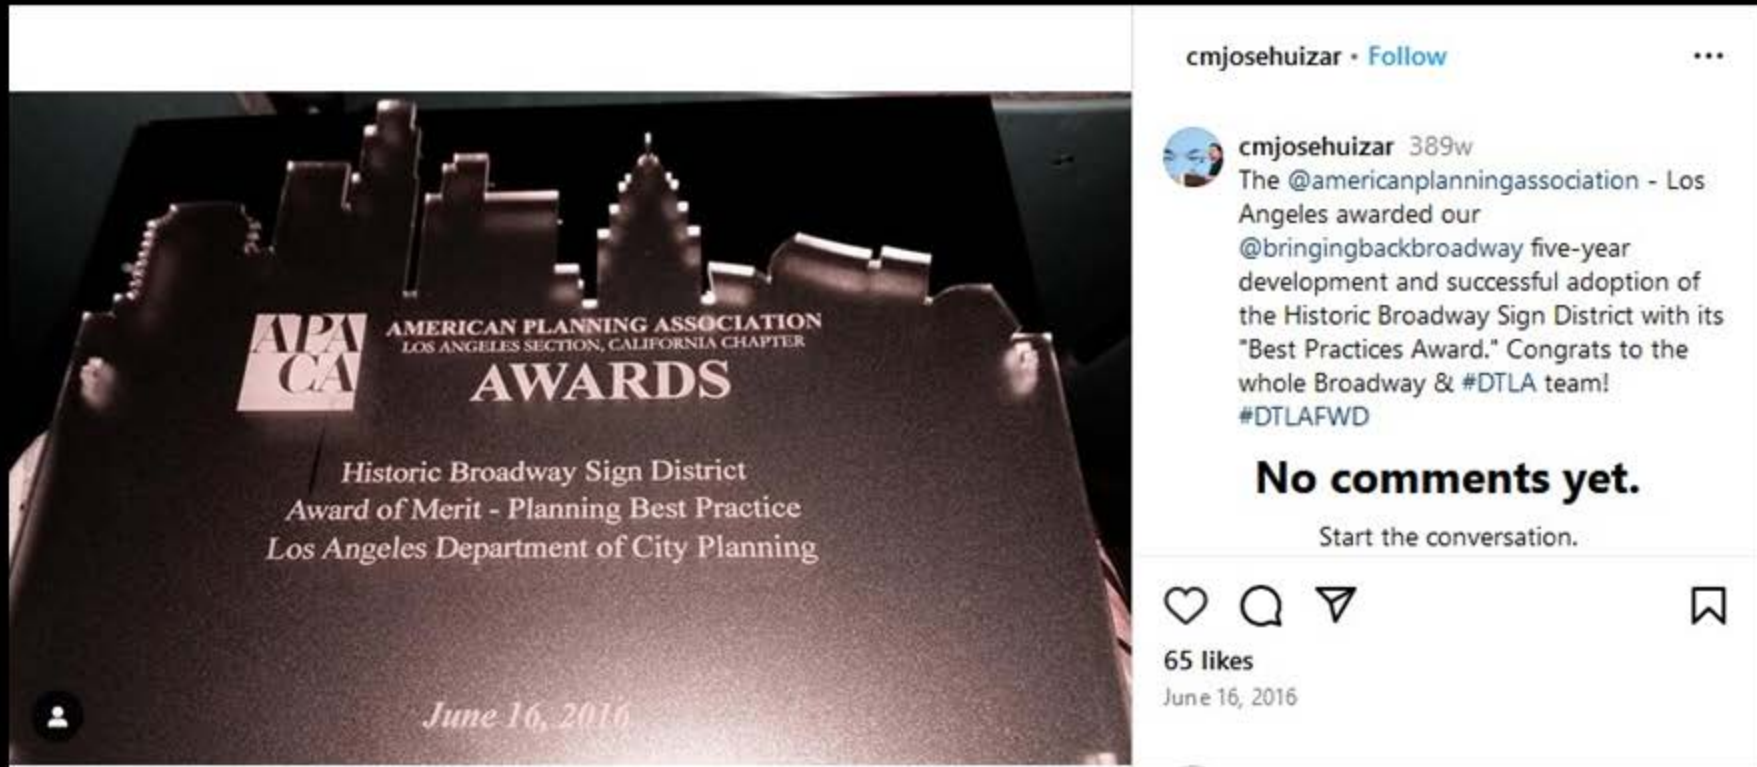 APA
CA
AMERICAN PLANNING ASSOCIATION
LOS ANGELES SECTION, CALIFORNIA CHAPTER
AWARDS
Historic Broadway Sign District
Award of Merit - Planning Best Practice
Los Angeles Department of City Planning
June 16, 2016
cmjosehuizar • Follow
cmjosehuizar 389w
The @americanplanningassociation - Los
Angeles awarded our
@bringingbackbroadway five-year
development and successful adoption of
the Historic Broadway Sign District with its
"Best Practices Award." Congrats to the
whole Broadway & #DTLA team!
#DTLAFWD
No comments yet.
Start the conversation.
65 likes
June 16, 2016